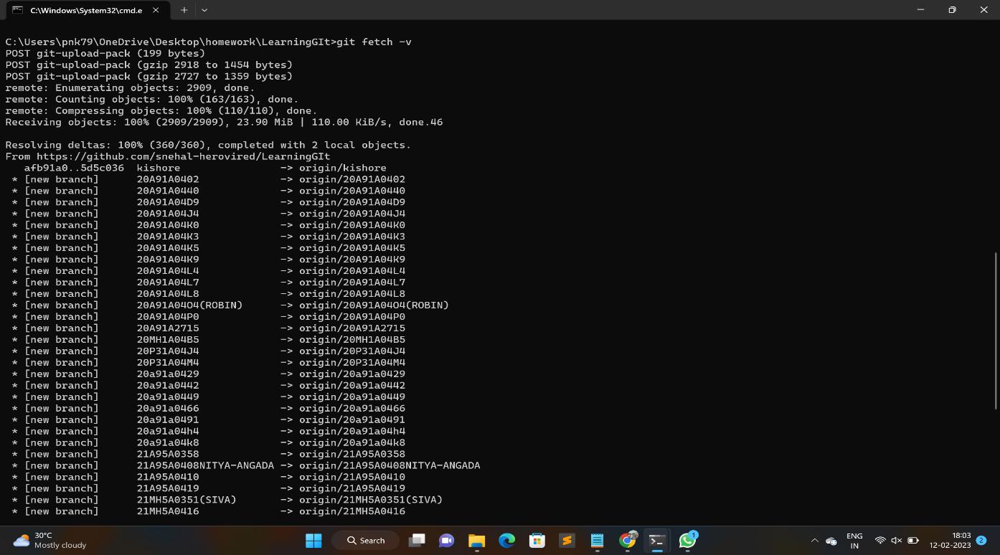 C:\Windows\System32\cmd.e
C:\Users\pnk79\OneDrive\Desktop\homework\LearningGIt>git fetch -v
POST git-upload-pack (199 bytes)
POST git-upload-pack (gzip 2918 to 1454 bytes)
POST git-upload-pack (gzip 2727 to 1359 bytes)
remote: Enumerating objects: 2909, done.
remote: Counting objects: 100% (163/163), done.
remote: Compressing objects: 100% (110/110), done.
Receiving objects: 100% (2909/2909), 23.90 MiB | 110.00 KiB/s, done.46
Resolving deltas: 100% (360/360), completed with 2 local objects.
From https://github.com/snehal-herovired/LearningGIt
afb91a0..5d5c036 kishore -> origin/kishore
* [new branch] 20A91A0402 -> origin/20A91A0402
* [new branch] 20A91A0440 -> origin/20A91A0440
* [new branch] 20A91A04D9 -> origin/20A91A04D9
* [new branch] 20A91A04J4 -> origin/20A91A04J4
* [new branch] 20A91A04K0 -> origin/20A91A04K0
* [new branch] 20A91A04K3 -> origin/20A91A04K3
* [new branch] 20A91A04K5 -> origin/20A91A04K5
* [new branch] 20A91A04K9 -> origin/20A91A04K9
* [new branch] 20A91A04L4 -> origin/20A91A04L4
* [new branch] 20A91A04L7 -> origin/20A91A04L7
* [new branch] 20A91A04L8 -> origin/20A91A04L8
* [new branch] 20A91A04O4(ROBIN) -> origin/20A91A04O4(ROBIN)
* [new branch] 20A91A04P0 -> origin/20A91A04P0
* [new branch] 20A91A2715 -> origin/20A91A2715
* [new branch] 20MH1A04B5 -> origin/20MH1A04B5
* [new branch] 20P31A04J4 -> origin/20P31A04J4
* [new branch] 20P31A04M4 -> origin/20P31A04M4
* [new branch] 20a91a0429 -> origin/20a91a0429
* [new branch] 20a91a0442 -> origin/20a91a0442
* [new branch] 20a91a0449 -> origin/20a91a0449
* [new branch] 20a91a0466 -> origin/20a91a0466
* [new branch] 20a91a0491 -> origin/20a91a0491
* [new branch] 20a91a04h4 -> origin/20a91a04h4
* [new branch] 20a91a04k8 -> origin/20a91a04k8
* [new branch] 21A95A0358 -> origin/21A95A0358
* [new branch] 21A95A0408NITYA-ANGADA -> origin/21A95A0408NITYA-ANGADA
* [new branch] 21A95A0410 -> origin/21A95A0410
* [new branch] 21A95A0419 -> origin/21A95A0419
* [new branch] 21MH5A0351(SIVA) -> origin/21MH5A0351(SIVA)
* [new branch] 21MH5A0416 -> origin/21MH5A0416
30°C
Mostly cloudy
Search
1
ENG
IN
18:03
12-02-2023
2